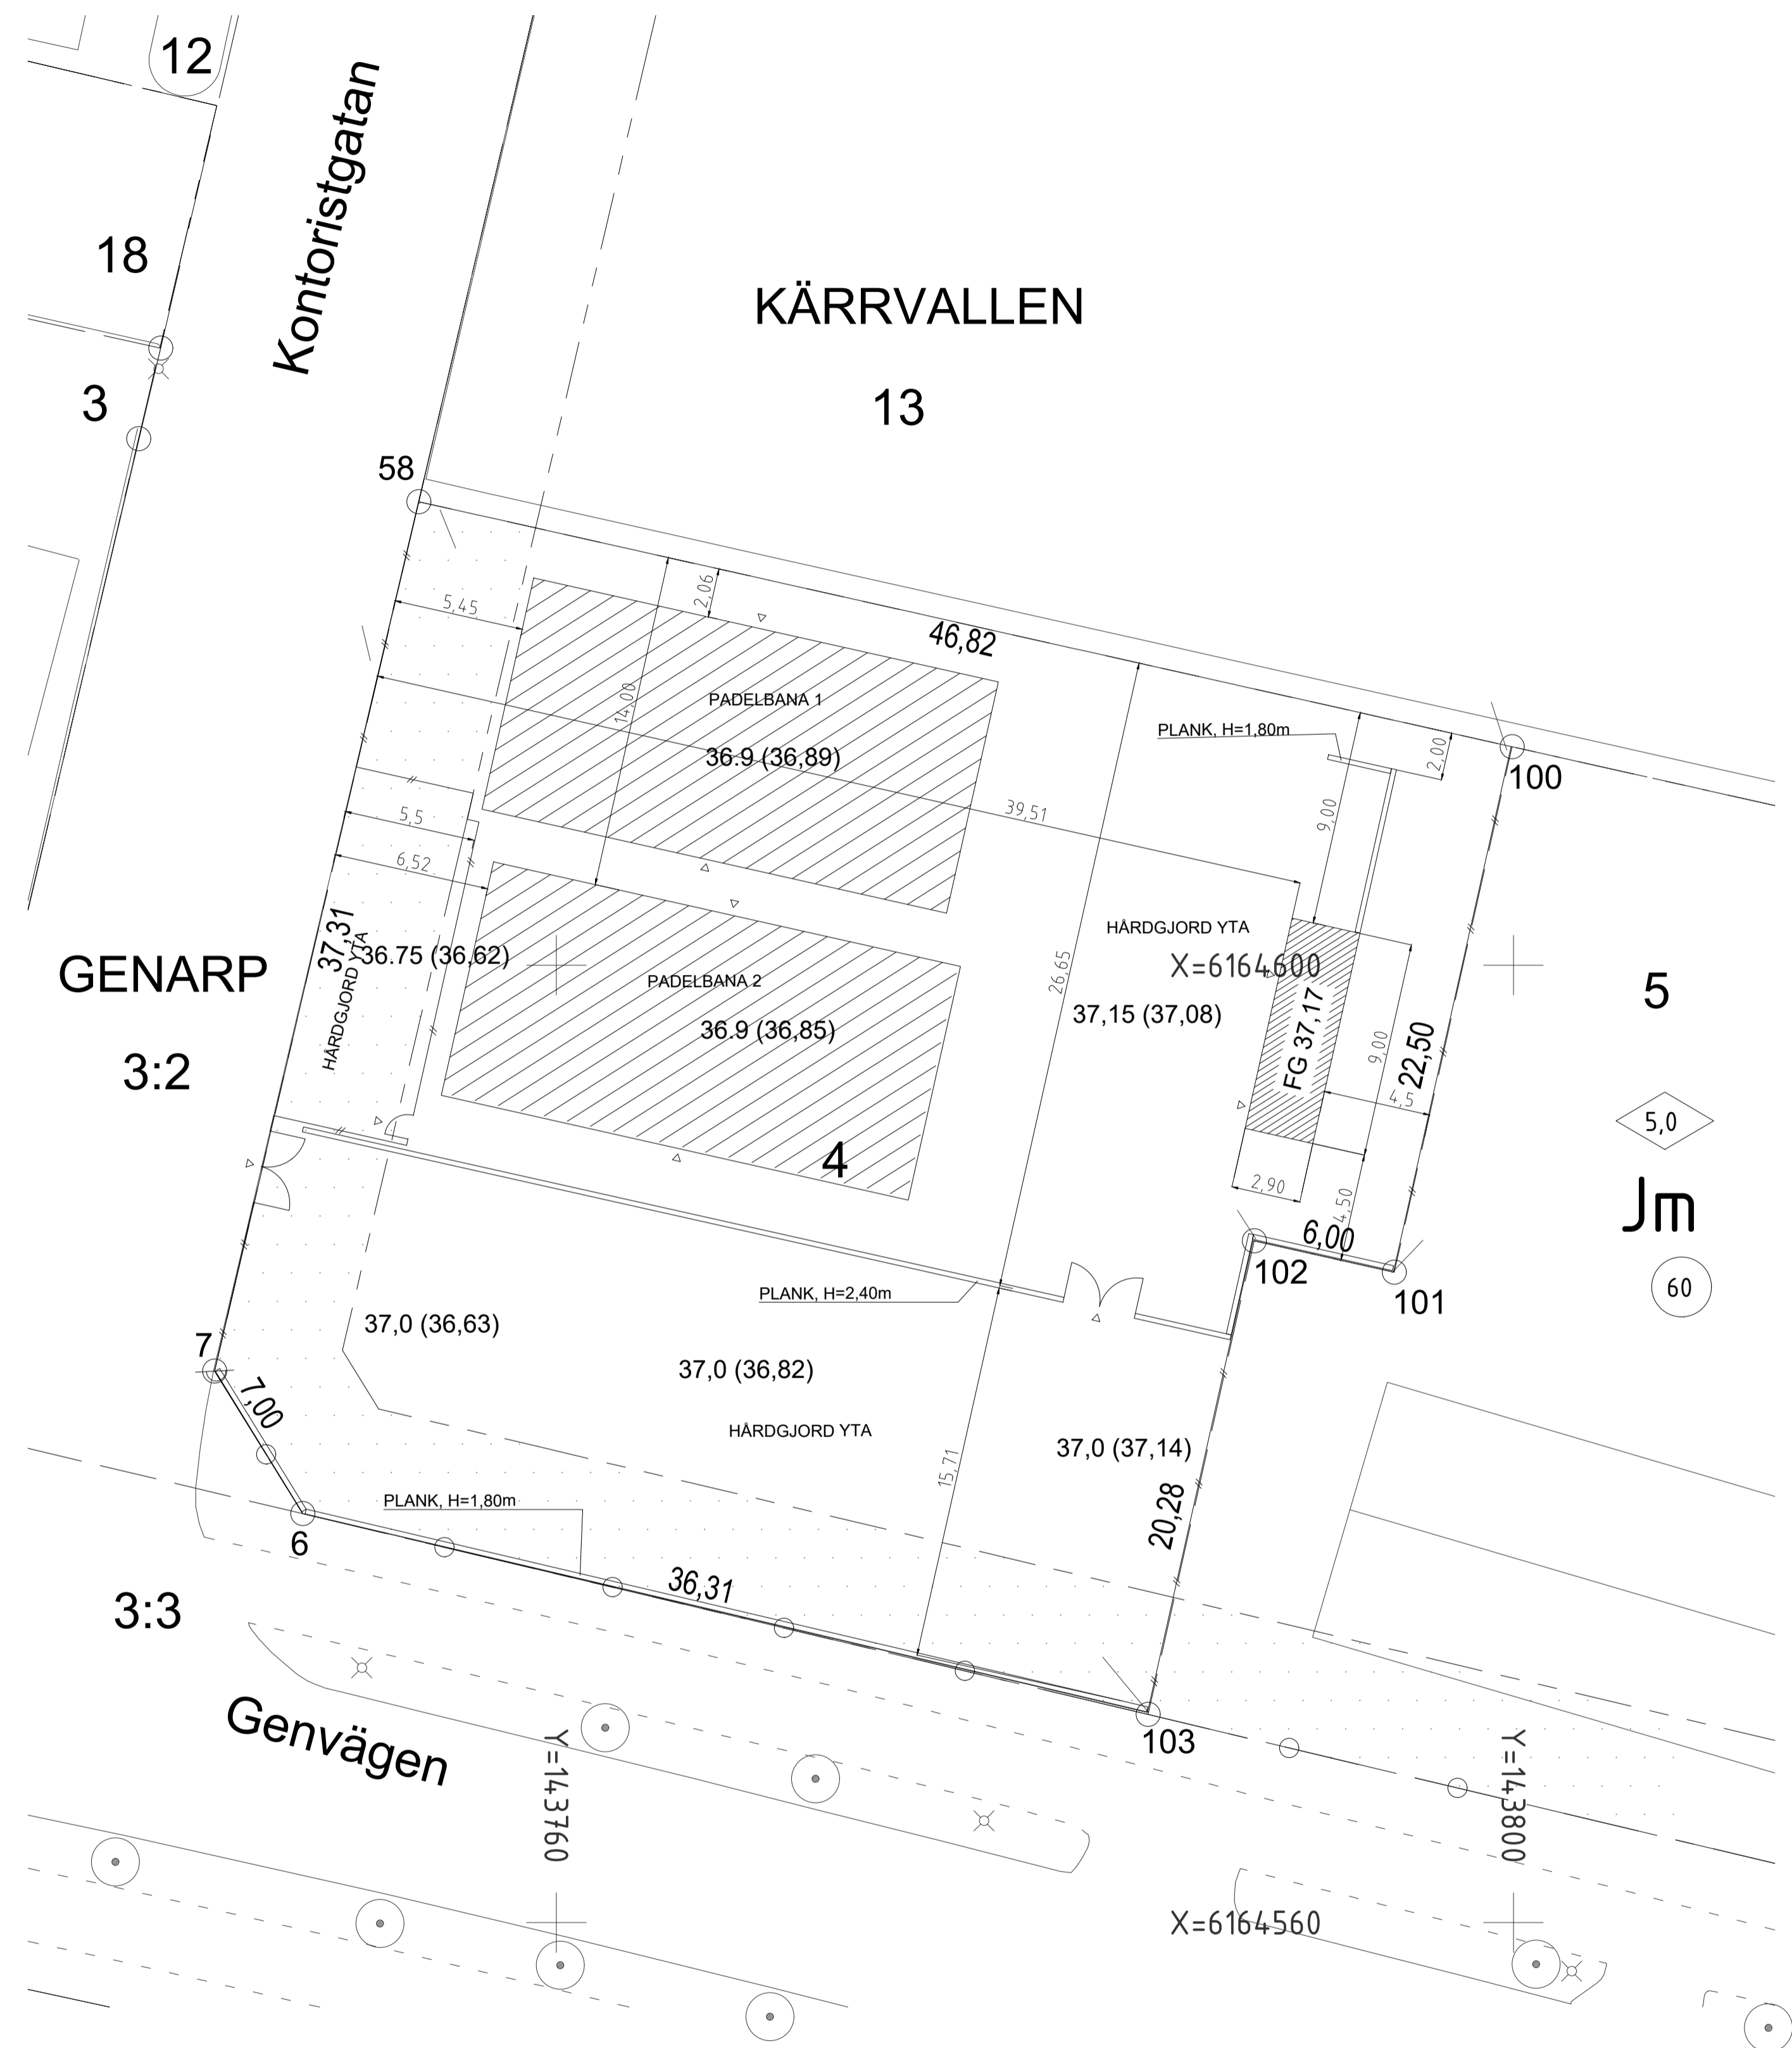 12
Kontoristgatan
18
KÄRRVALLEN
13
3
58
5,45
2,06
46,82
14,00
PADELBANA 1
36.9 (36,89)
39,51
PLANK, H=1,80m
2,00
100
9,00
5,5
6,52
37,31
HÅRDGJORD YTA
36.75 (36,62)
GENARP
3:2
PADELBANA 2
36.9 (36,85)
4
26,65
HÅRDGJORD YTA
X=6164600
37,15 (37,08)
FG 37,17
9,00
22,50
4,5
5
5,0
Jm
60
2,90
4,50
6,00
102
101
PLANK, H=2,40m
7
37,0 (36,63)
37,0 (36,82)
7,00
HÅRDGJORD YTA
15,71
37,0 (37,14)
20,28
PLANK, H=1,80m
6
36,31
3:3
Genvägen
103
Y=143760
Y=143800
X=6164560